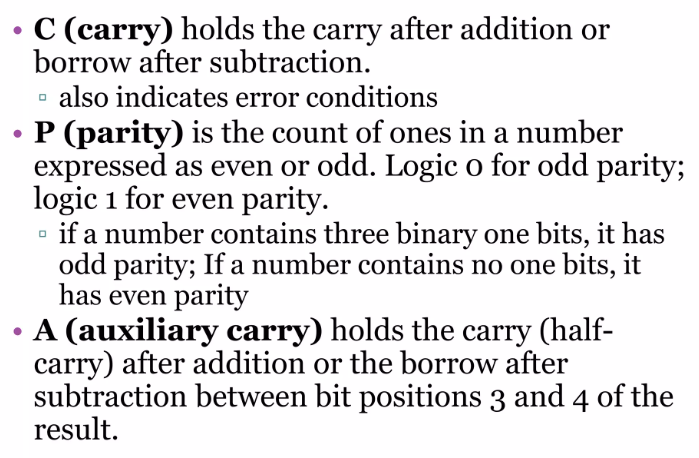 • C (carry) holds the carry after addition or
borrow after subtraction.
▫ also indicates error conditions
• P (parity) is the count of ones in a number
expressed as even or odd. Logic 0 for odd parity;
logic 1 for even parity.
▫ if a number contains three binary one bits, it has
odd parity; If a number contains no one bits, it
has even parity
• A (auxiliary carry) holds the carry (half-
carry) after addition or the borrow after
subtraction between bit positions 3 and 4 of the
result.